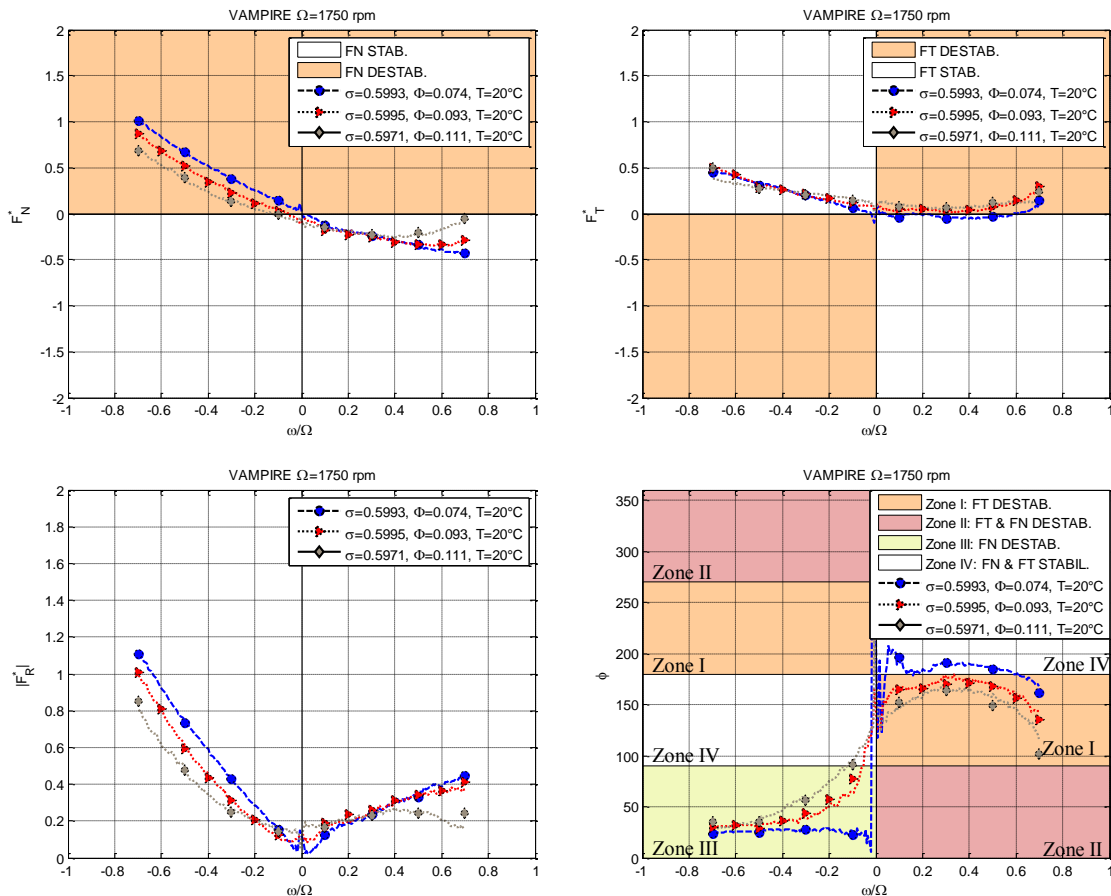 VAMPIRE Ω=1750 rpm
2
1.5
1
0.5
0
-0.5
-1
-1.5
-2
F*N
FN STAB.
FN DESTAB.
σ=0.5993, Φ=0.074, T=20°C
σ=0.5995, Φ=0.093, T=20°C
σ=0.5971, Φ=0.111, T=20°C
-1 -0.8 -0.6 -0.4 -0.2 0 0.2 0.4 0.6 0.8 1
ω/Ω
VAMPIRE Ω=1750 rpm
2
1.5
1
0.5
0
-0.5
-1
-1.5
-2
F*T
FT DESTAB.
FT STAB.
σ=0.5993, Φ=0.074, T=20°C
σ=0.5995, Φ=0.093, T=20°C
σ=0.5971, Φ=0.111, T=20°C
-1 -0.8 -0.6 -0.4 -0.2 0 0.2 0.4 0.6 0.8 1
ω/Ω
VAMPIRE Ω=1750 rpm
2
1.8
1.6
1.4
1.2
1
0.8
0.6
0.4
0.2
0
|F*R|
σ=0.5993, Φ=0.074, T=20°C
σ=0.5995, Φ=0.093, T=20°C
σ=0.5971, Φ=0.111, T=20°C
-1 -0.8 -0.6 -0.4 -0.2 0 0.2 0.4 0.6 0.8 1
ω/Ω
VAMPIRE Ω=1750 rpm
350
300
250
200
150
100
50
0
ϕ
Zone I: FT DESTAB.
Zone II: FT & FN DESTAB.
Zone III: FN DESTAB.
Zone IV: FN & FT STABIL.
σ=0.5993, Φ=0.074, T=20°C
σ=0.5995, Φ=0.093, T=20°C
σ=0.5971, Φ=0.111, T=20°C
Zone II
Zone I
Zone IV
Zone IV
Zone I
Zone III
Zone II
-1 -0.8 -0.6 -0.4 -0.2 0 0.2 0.4 0.6 0.8 1
ω/Ω